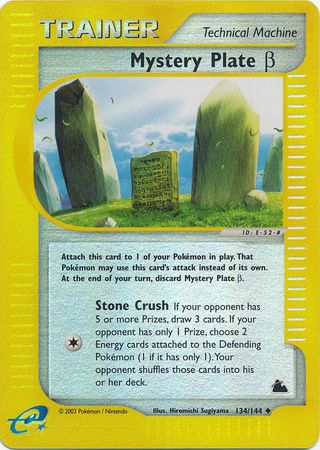 TRAINER
Technical Machine
Mystery Plate β
ID: E-52-#
Attach this card to 1 of your Pokémon in play. That
Pokémon may use this card's attack instead of its own.
At the end of your turn, discard Mystery Plate β.
Stone Crush If your opponent has
5 or more Prizes, draw 3 cards. If your
opponent has only 1 Prize, choose 2
Energy cards attached to the Defending
Pokémon (1 if it has only 1). Your
opponent shuffles those cards into his
or her deck.
e
© 2003 Pokémon / Nintendo
Illus. Hiromichi Sugiyama
134/144